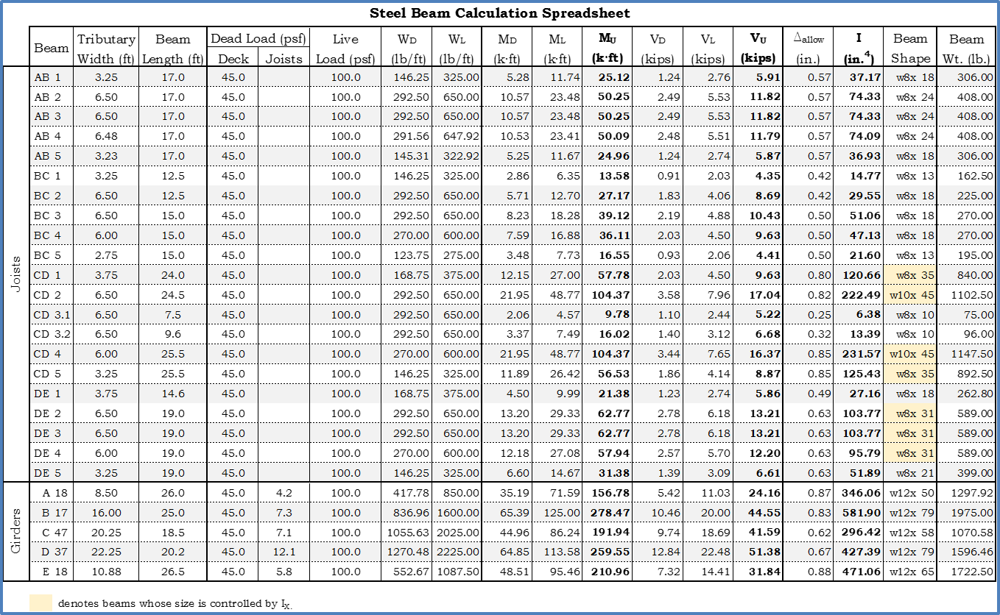 Steel Beam Calculation Spreadsheet
Beam Tributary Width (ft) Beam Length (ft) Dead Load (psf) Deck Joists Live Load (psf) WD (lb/ft) WL (lb/ft) MD (k·ft) ML (k·ft) MU (k·ft) VD (kips) VL (kips) VU (kips) Δallow (in.) I (in.⁴) Beam Shape Beam Wt. (lb.)
Joists
AB 1 3.25 17.0 45.0 100.0 146.25 325.00 5.28 11.74 25.12 1.24 2.76 5.91 0.57 37.17 w8x 18 306.00
AB 2 6.50 17.0 45.0 100.0 292.50 650.00 10.57 23.48 50.25 2.49 5.53 11.82 0.57 74.33 w8x 24 408.00
AB 3 6.50 17.0 45.0 100.0 292.50 650.00 10.57 23.48 50.25 2.49 5.53 11.82 0.57 74.33 w8x 24 408.00
AB 4 6.48 17.0 45.0 100.0 291.56 647.92 10.53 23.41 50.09 2.48 5.51 11.79 0.57 74.09 w8x 24 408.00
AB 5 3.23 17.0 45.0 100.0 145.31 322.92 5.25 11.67 24.96 1.24 2.74 5.87 0.57 36.93 w8x 18 306.00
BC 1 3.25 12.5 45.0 100.0 146.25 325.00 2.86 6.35 13.58 0.91 2.03 4.35 0.42 14.77 w8x 13 162.50
BC 2 6.50 12.5 45.0 100.0 292.50 650.00 5.71 12.70 27.17 1.83 4.06 8.69 0.42 29.55 w8x 18 225.00
BC 3 6.50 15.0 45.0 100.0 292.50 650.00 8.23 18.28 39.12 2.19 4.88 10.43 0.50 51.06 w8x 18 270.00
BC 4 6.00 15.0 45.0 100.0 270.00 600.00 7.59 16.88 36.11 2.03 4.50 9.63 0.50 47.13 w8x 18 270.00
BC 5 2.75 15.0 45.0 100.0 123.75 275.00 3.48 7.73 16.55 0.93 2.06 4.41 0.50 21.60 w8x 13 195.00
CD 1 3.75 24.0 45.0 100.0 168.75 375.00 12.15 27.00 57.78 2.03 4.50 9.63 0.80 120.66 w8x 35 840.00
CD 2 6.50 24.5 45.0 100.0 292.50 650.00 21.95 48.77 104.37 3.58 7.96 17.04 0.82 222.49 w10x 45 1102.50
CD 3.1 6.50 7.5 45.0 100.0 292.50 650.00 2.06 4.57 9.78 1.10 2.44 5.22 0.25 6.38 w8x 10 75.00
CD 3.2 6.50 9.6 45.0 100.0 292.50 650.00 3.37 7.49 16.02 1.40 3.12 6.68 0.32 13.39 w8x 10 96.00
CD 4 6.00 25.5 45.0 100.0 270.00 600.00 21.95 48.77 104.37 3.44 7.65 16.37 0.85 231.57 w10x 45 1147.50
CD 5 3.25 25.5 45.0 100.0 146.25 325.00 11.89 26.42 56.53 1.86 4.14 8.87 0.85 125.43 w8x 35 892.50
DE 1 3.75 14.6 45.0 100.0 168.75 375.00 4.50 9.99 21.38 1.23 2.74 5.86 0.49 27.16 w8x 18 262.80
DE 2 6.50 19.0 45.0 100.0 292.50 650.00 13.20 29.33 62.77 2.78 6.18 13.21 0.63 103.77 w8x 31 589.00
DE 3 6.50 19.0 45.0 100.0 292.50 650.00 13.20 29.33 62.77 2.78 6.18 13.21 0.63 103.77 w8x 31 589.00
DE 4 6.00 19.0 45.0 100.0 270.00 600.00 12.18 27.08 57.94 2.57 5.70 12.20 0.63 95.79 w8x 31 589.00
DE 5 3.25 19.0 45.0 100.0 146.25 325.00 6.60 14.67 31.38 1.39 3.09 6.61 0.63 51.89 w8x 21 399.00
Girders
A 18 8.50 26.0 45.0 4.2 100.0 417.78 850.00 35.19 71.59 156.78 5.42 11.03 24.16 0.87 346.06 w12x 50 1297.92
B 17 16.00 25.0 45.0 7.3 100.0 836.96 1600.00 65.39 125.00 278.47 10.46 20.00 44.55 0.83 581.90 w12x 79 1975.00
C 47 20.25 18.5 45.0 7.1 100.0 1055.63 2025.00 44.96 86.24 191.94 9.74 18.69 41.59 0.62 296.42 w12x 58 1070.58
D 37 22.25 20.2 45.0 12.1 100.0 1270.48 2225.00 64.85 113.58 259.55 12.84 22.48 51.38 0.67 427.39 w12x 79 1596.46
E 18 10.88 26.5 45.0 5.8 100.0 552.67 1087.50 48.51 95.46 210.96 7.32 14.41 31.84 0.88 471.06 w12x 65 1722.50
denotes beams whose size is controlled by IX.